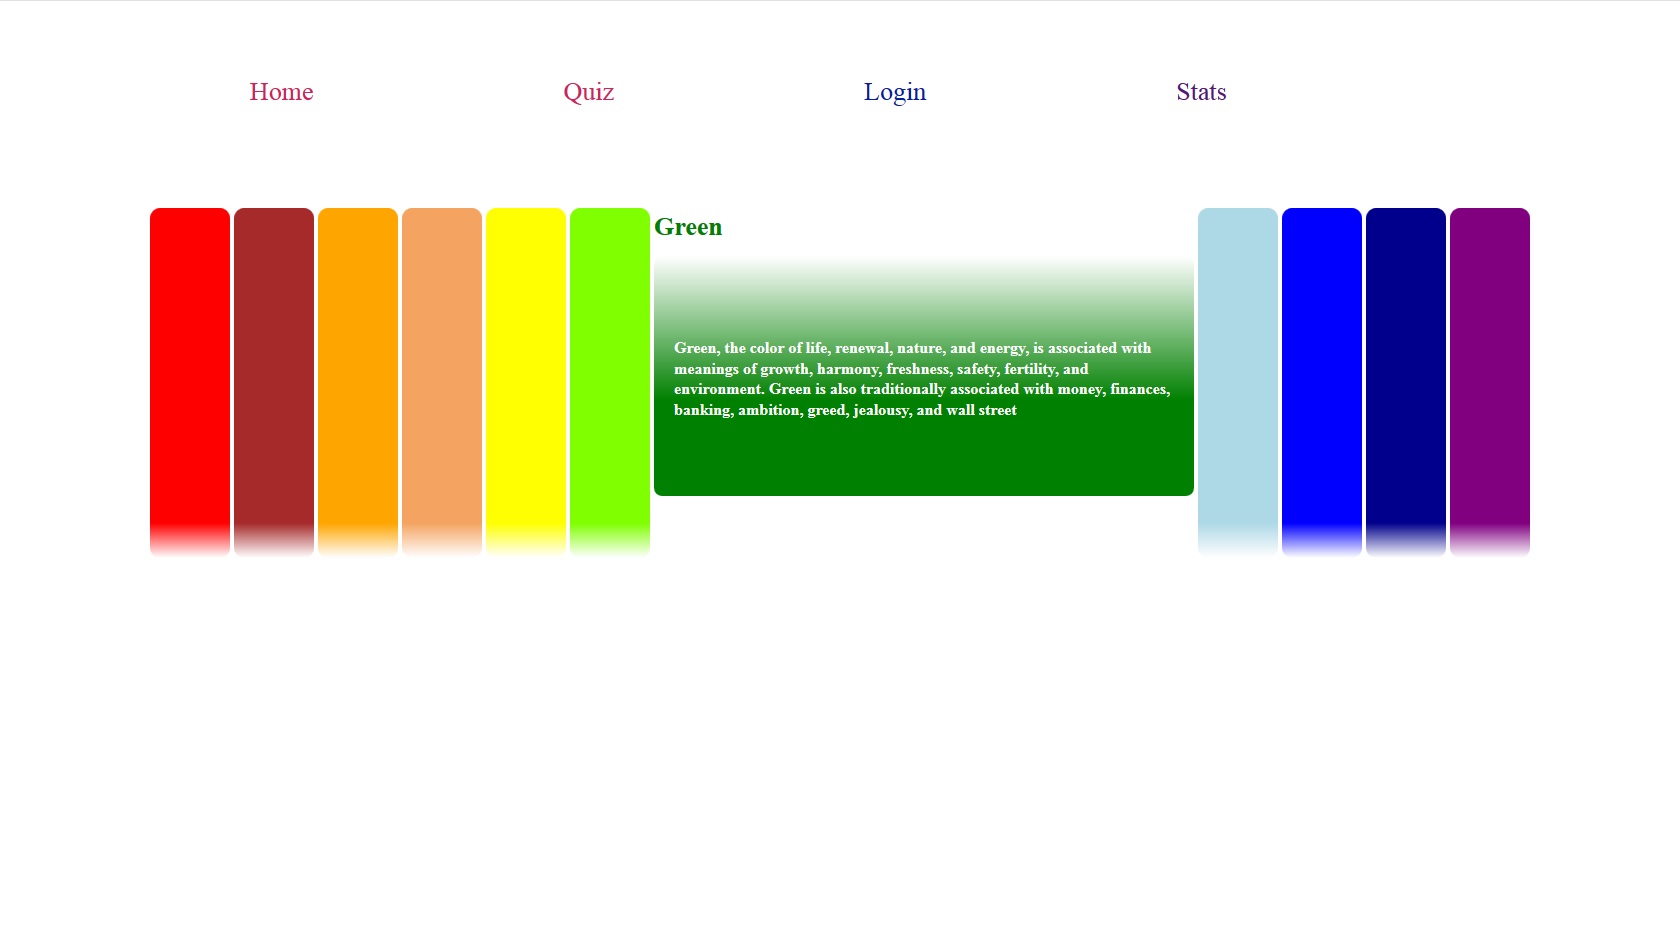 Home Quiz Login Stats
Green
Green, the color of life, renewal, nature, and energy, is associated with
meanings of growth, harmony, freshness, safety, fertility, and
environment. Green is also traditionally associated with money, finances,
banking, ambition, greed, jealousy, and wall street